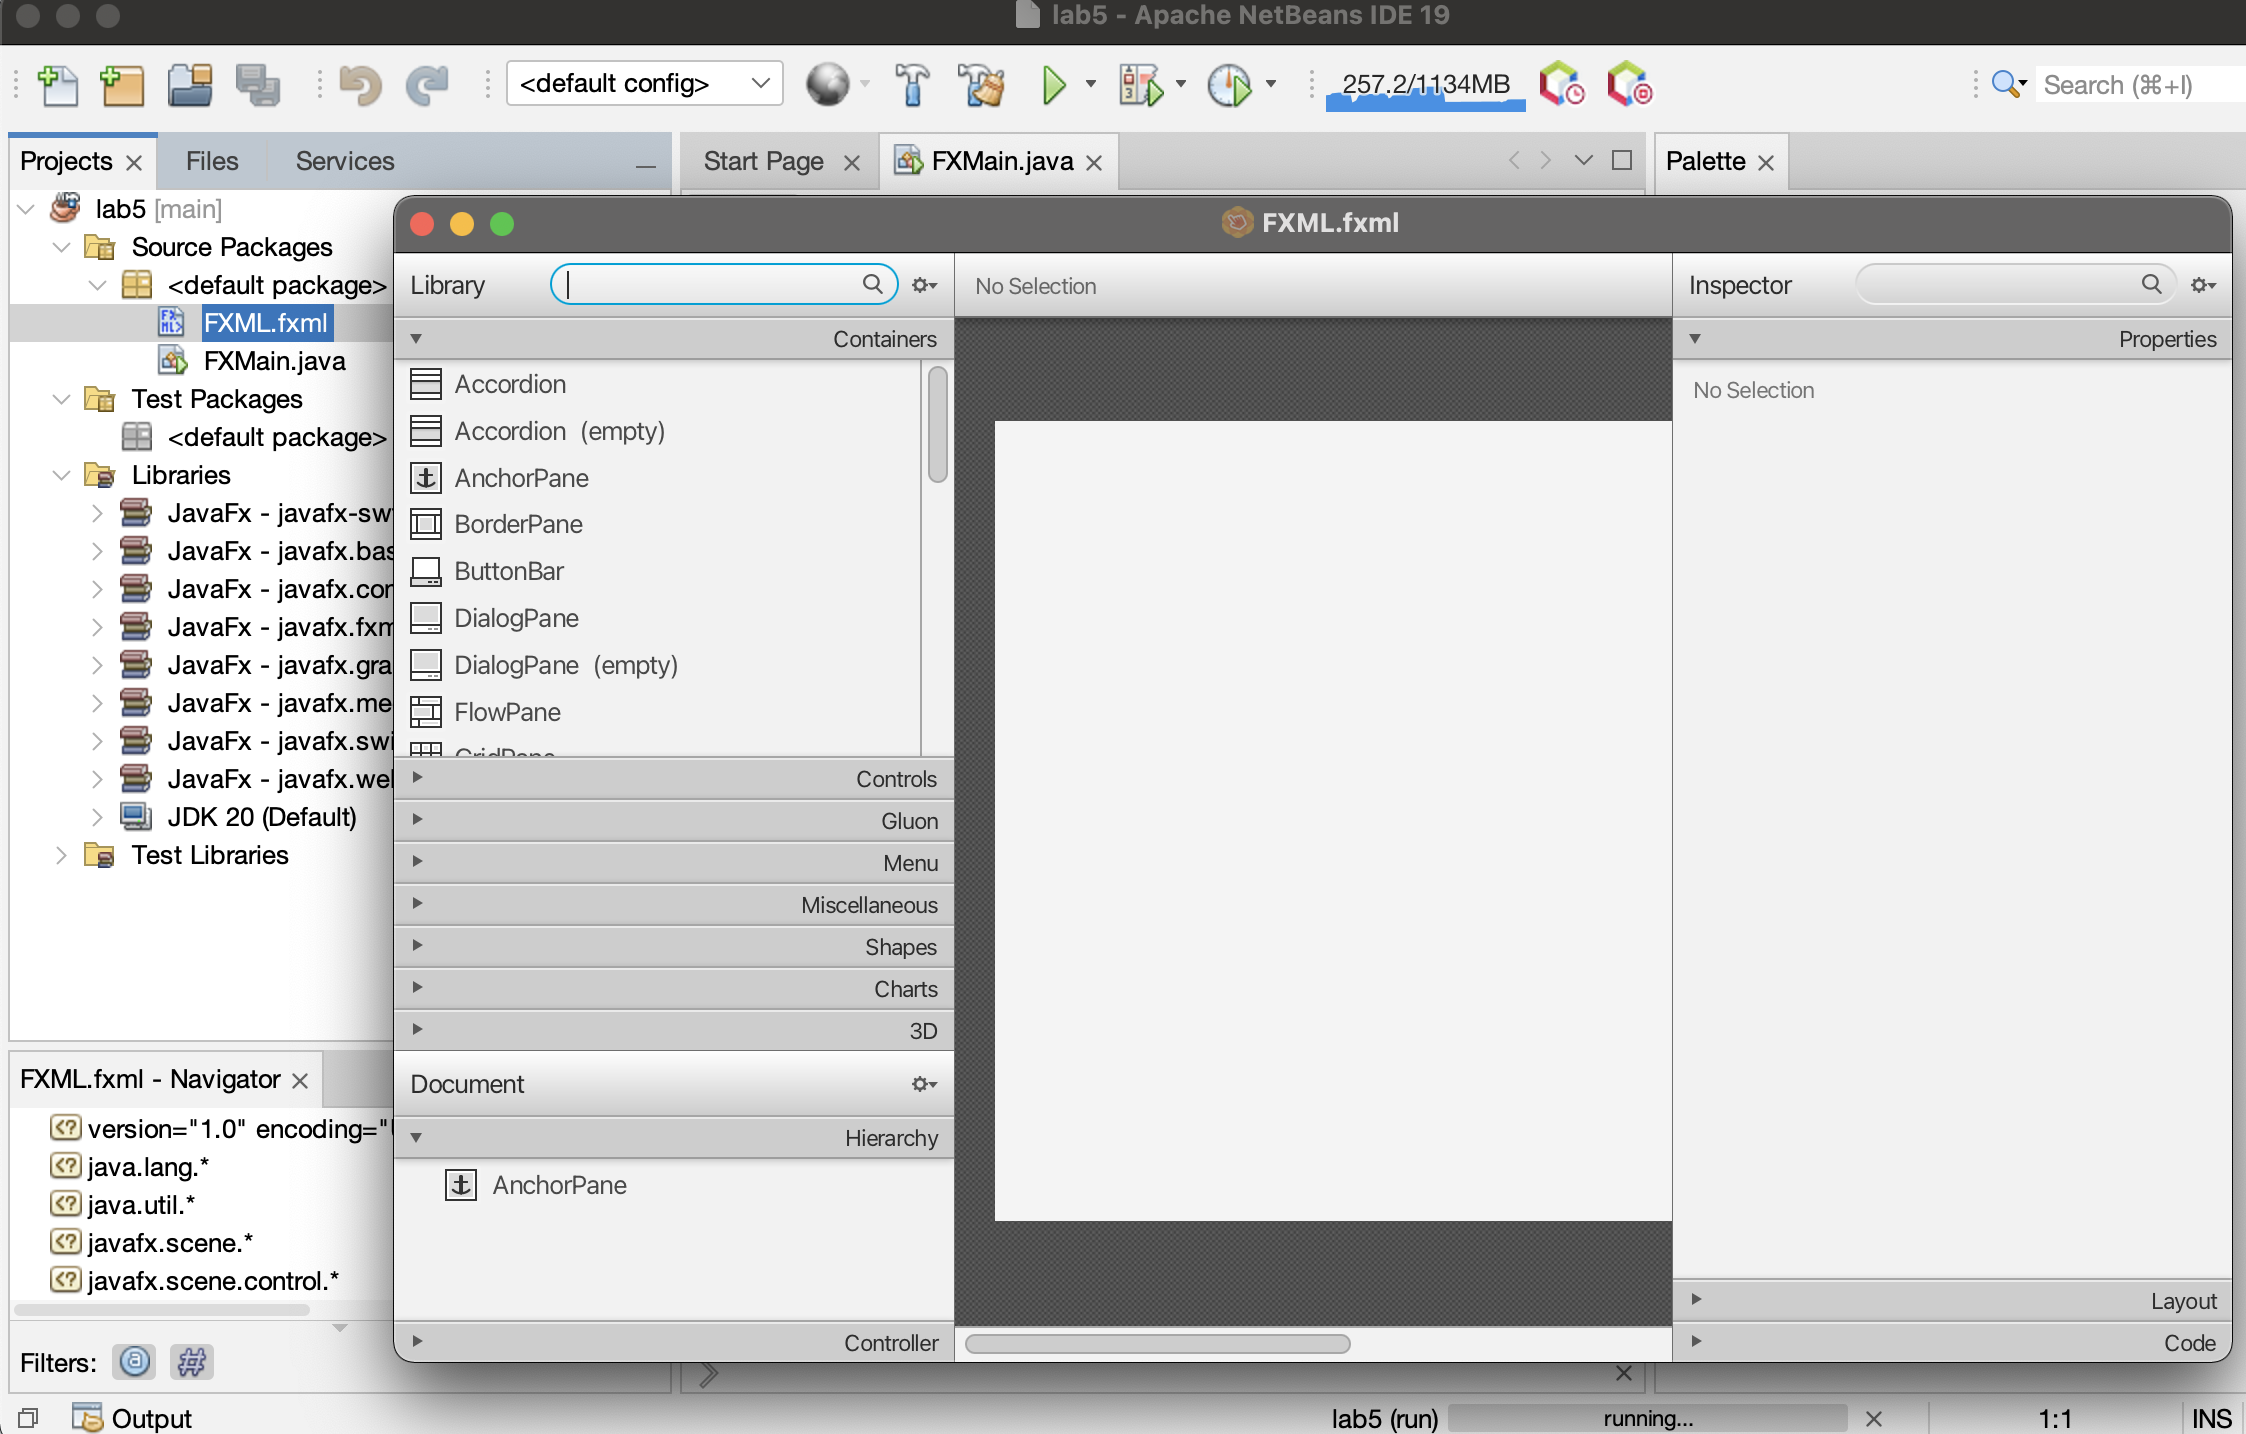 lab5 - Apache NetBeans IDE 19
<default config>
257.2/1134MB
Search (⌘+I)
Projects
Files
Services
Start Page
FXMain.java
Palette
lab5 [main]
Source Packages
<default package>
FXML.fxml
FXMain.java
Test Packages
<default package>
Libraries
JavaFx - javafx-sw
JavaFx - javafx.bas
JavaFx - javafx.con
JavaFx - javafx.fxm
JavaFx - javafx.gra
JavaFx - javafx.me
JavaFx - javafx.swi
JavaFx - javafx.we
JDK 20 (Default)
Test Libraries
FXML.fxml - Navigator
version="1.0" encoding="
java.lang.*
java.util.*
javafx.scene.*
javafx.scene.control.*
Filters:
FXML.fxml
Library
No Selection
Inspector
Containers
Accordion
Accordion (empty)
AnchorPane
BorderPane
ButtonBar
DialogPane
DialogPane (empty)
FlowPane
GridPane
Controls
Gluon
Menu
Miscellaneous
Shapes
Charts
3D
Document
Hierarchy
AnchorPane
Controller
Properties
No Selection
Layout
Code
Output
lab5 (run)
running...
1:1
INS